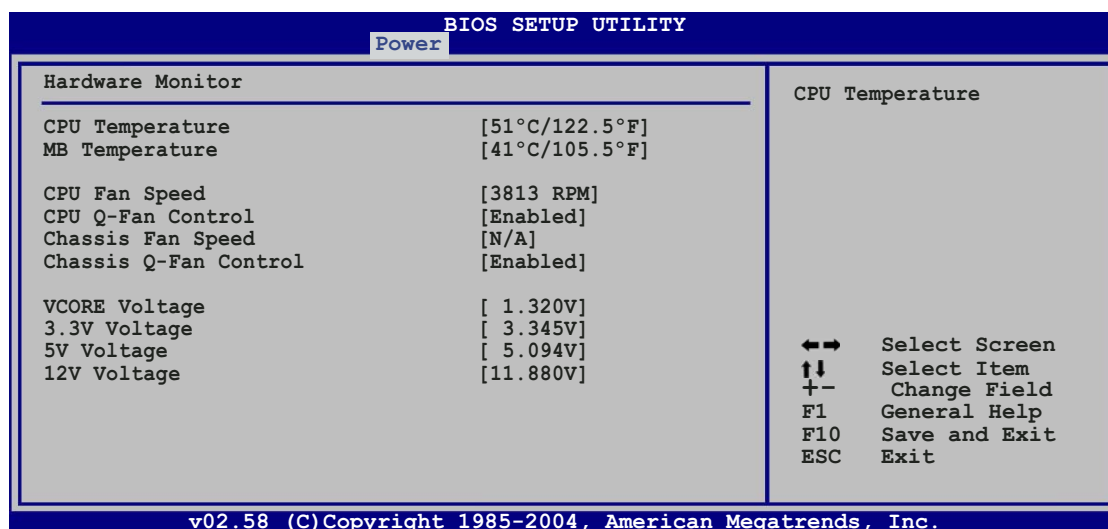 BIOS SETUP UTILITY
Power
Hardware Monitor
CPU Temperature [51°C/122.5°F]
MB Temperature [41°C/105.5°F]
CPU Fan Speed [3813 RPM]
CPU Q-Fan Control [Enabled]
Chassis Fan Speed [N/A]
Chassis Q-Fan Control [Enabled]
VCORE Voltage [ 1.320V]
3.3V Voltage [ 3.345V]
5V Voltage [ 5.094V]
12V Voltage [11.880V]
CPU Temperature
←→ Select Screen
↑↓ Select Item
+- Change Field
F1 General Help
F10 Save and Exit
ESC Exit
v02.58 (C)Copyright 1985-2004, American Megatrends, Inc.